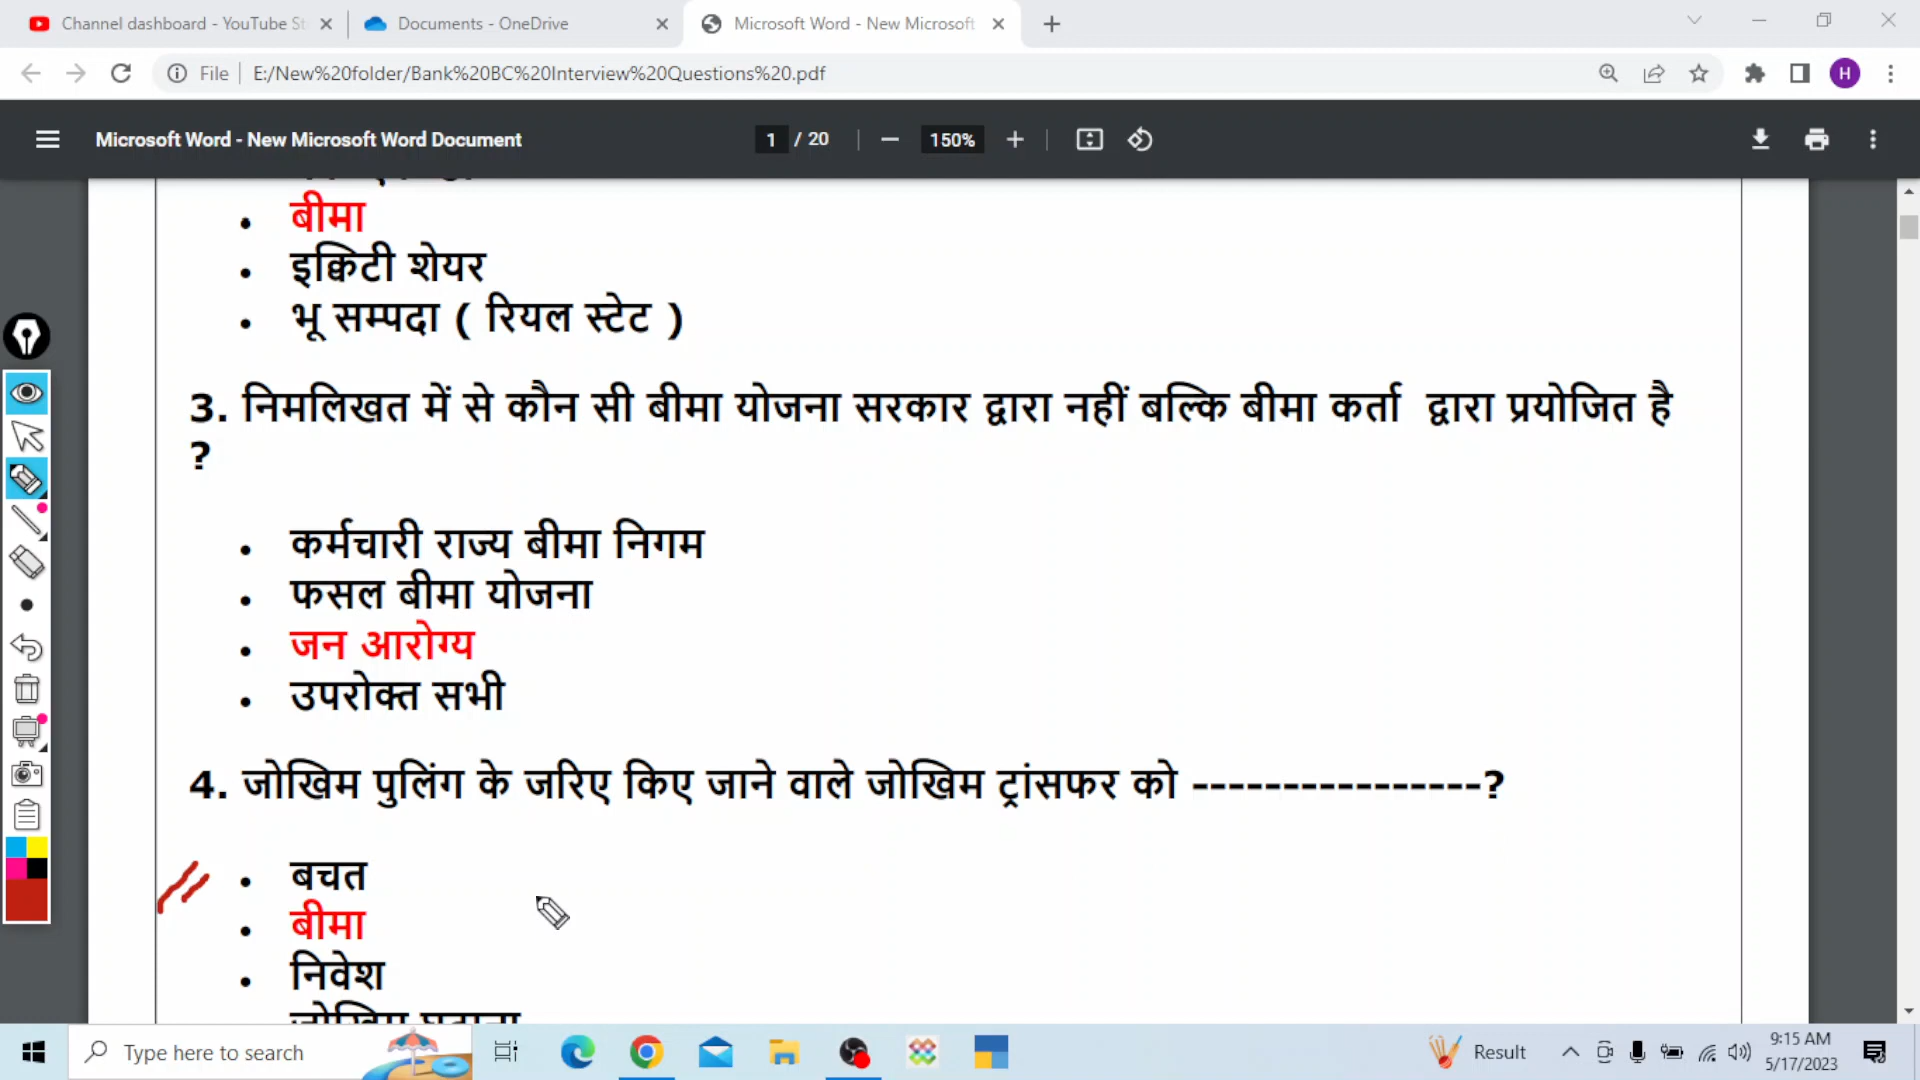 Channel dashboard - YouTube St
Documents - OneDrive
Microsoft Word - New Microsoft
File
E:/New%20folder/Bank%20BC%20Interview%20Questions%20.pdf
H
Microsoft Word - New Microsoft Word Document
1 / 20
150%
• बीमा
• इक्विटी शेयर
• भू सम्पदा ( रियल स्टेट )
3. निमलिखत में से कौन सी बीमा योजना सरकार द्वारा नहीं बल्कि बीमा कर्ता द्वारा प्रयोजित है
?
• कर्मचारी राज्य बीमा निगम
• फसल बीमा योजना
• जन आरोग्य
• उपरोक्त सभी
4. जोखिम पुलिंग के जरिए किए जाने वाले जोखिम ट्रांसफर को ----------------?
• बचत
• बीमा
• निवेश
Type here to search
Result
9:15 AM
5/17/2023